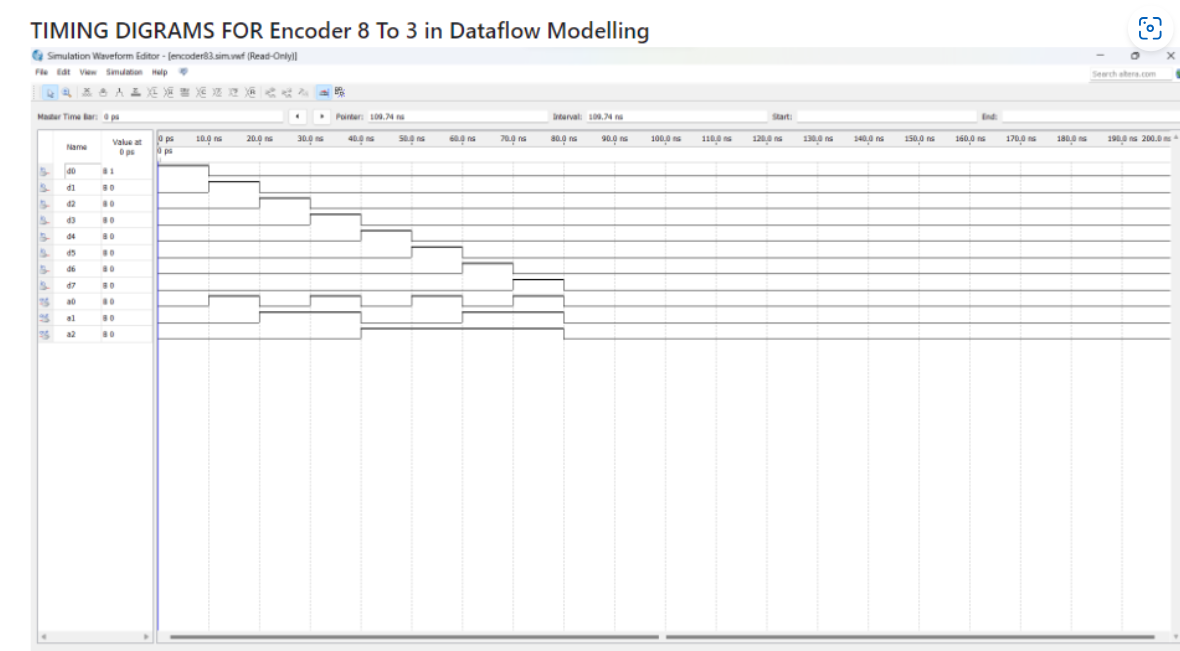 TIMING DIGRAMS FOR Encoder 8 To 3 in Dataflow Modelling
Simulation Waveform Editor - [encoder83.sim.vwf (Read-Only)]
File Edit View Simulation Help
Search altera.com
Master Time Bar: 0 ps Pointer: 109.74 ns Interval: 109.74 ns Start: End:
Name Value at 0 ps
0 ps 10.0 ns 20.0 ns 30.0 ns 40.0 ns 50.0 ns 60.0 ns 70.0 ns 80.0 ns 90.0 ns 100.0 ns 110.0 ns 120.0 ns 130.0 ns 140.0 ns 150.0 ns 160.0 ns 170.0 ns 180.0 ns 190.0 ns 200.0 ns
0 ps
d0 B 1
d1 B 0
d2 B 0
d3 B 0
d4 B 0
d5 B 0
d6 B 0
d7 B 0
a0 B 0
a1 B 0
a2 B 0